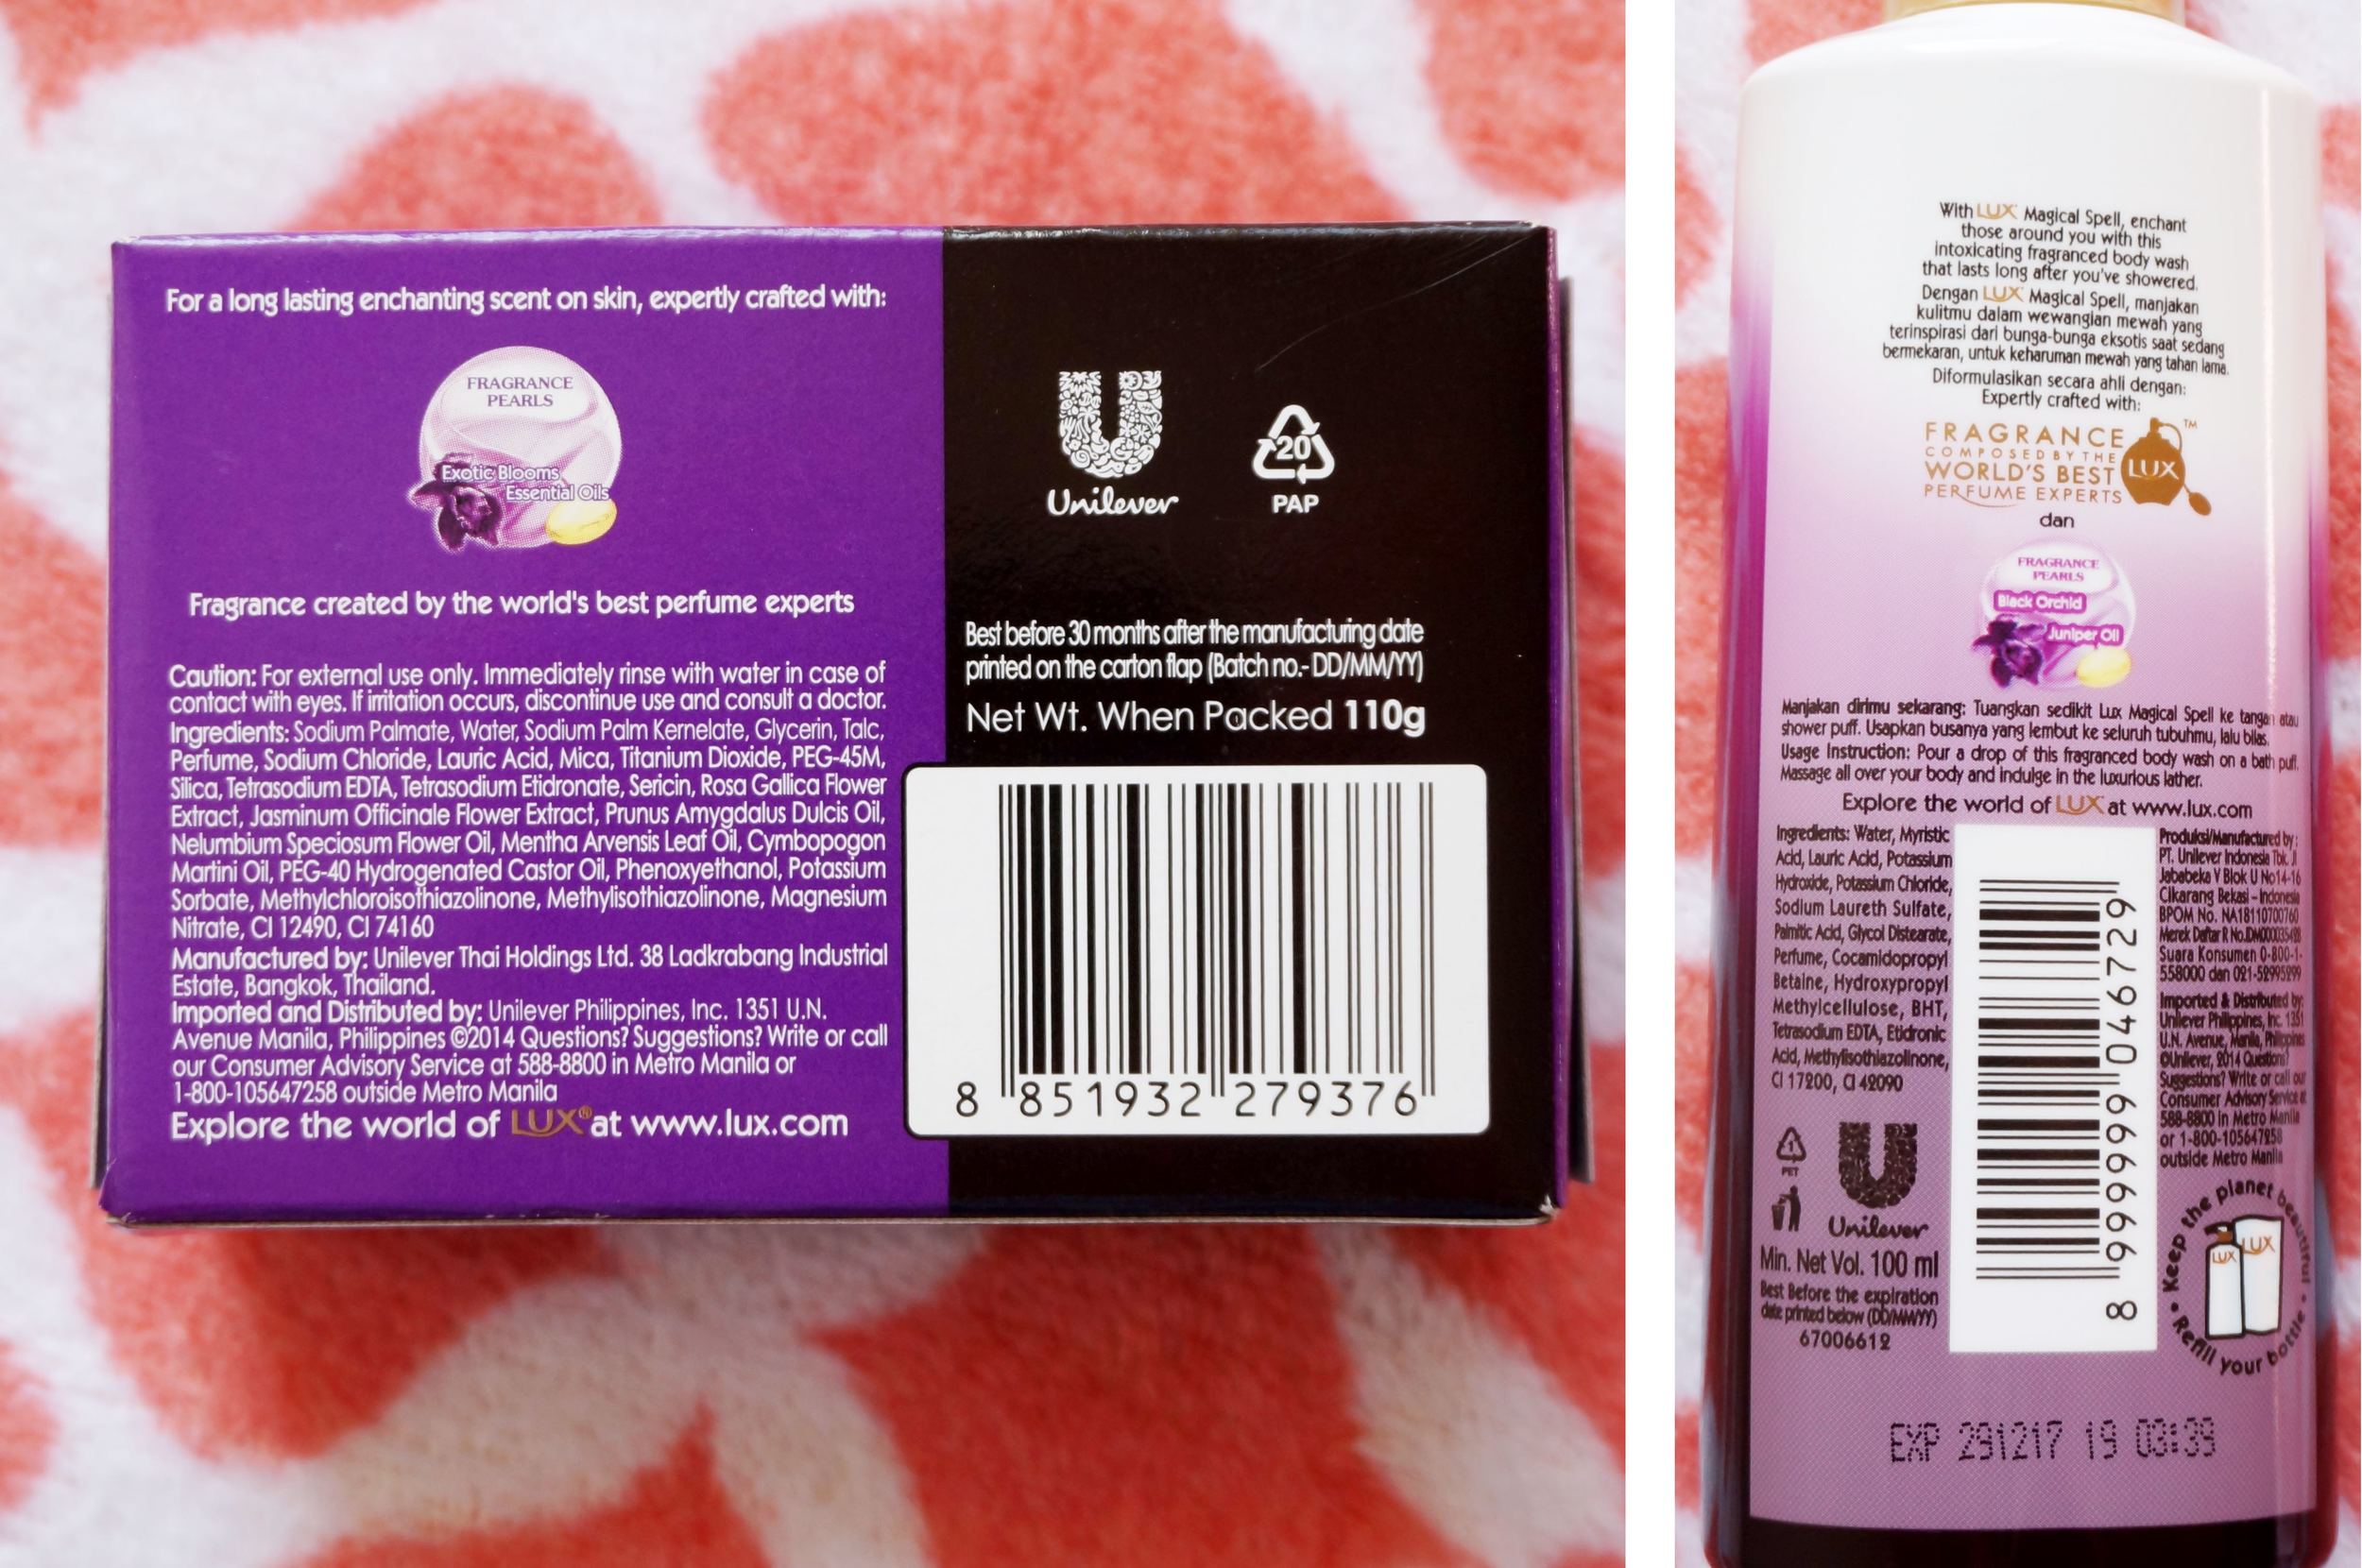 For a long lasting enchanting scent on skin, expertly crafted with:
FRAGRANCE
PEARLS
Exotic Blooms
Essential Oils
Fragrance created by the world's best perfume experts
Caution: For external use only. Immediately rinse with water in case of
contact with eyes. If irritation occurs, discontinue use and consult a doctor.
Ingredients: Sodium Palmate, Water, Sodium Palm Kernelate, Glycerin, Talc,
Perfume, Sodium Chloride, Lauric Acid, Mica, Titanium Dioxide, PEG-45M,
Silica, Tetrasodium EDTA, Tetrasodium Etidronate, Sericin, Rosa Gallica Flower
Extract, Jasminum Officinale Flower Extract, Prunus Amygdalus Dulcis Oil,
Nelumbium Speciosum Flower Oil, Mentha Arvensis Leaf Oil, Cymbopogon
Martini Oil, PEG-40 Hydrogenated Castor Oil, Phenoxyethanol, Potassium
Sorbate, Methylchloroisothiazolinone, Methylisothiazolinone, Magnesium
Nitrate, CI 12490, CI 74160
Manufactured by: Unilever Thai Holdings Ltd. 38 Ladkrabang Industrial
Estate, Bangkok, Thailand.
Imported and Distributed by: Unilever Philippines, Inc. 1351 U.N.
Avenue Manila, Philippines ©2014 Questions? Suggestions? Write or call
our Consumer Advisory Service at 588-8800 in Metro Manila or
1-800-105647258 outside Metro Manila
Explore the world of LUX® at www.lux.com
Unilever
20
PAP
Best before 30 months after the manufacturing date
printed on the carton flap (Batch no.- DD/MM/YY)
Net Wt. When Packed 110g
8 851932 279376
With LUX Magical Spell, enchant
those around you with this
intoxicating fragranced body wash
that lasts long after you've showered.
Dengan LUX Magical Spell, manjakan
kulitmu dalam wewangian mewah yang
terinspirasi dari bunga-bunga eksotis saat sedang
bermekaran, untuk keharuman mewah yang tahan lama.
Diformulasikan secara ahli dengan:
Expertly crafted with:
FRAGRANCE
COMPOSED BY THE
WORLD'S BEST
PERFUME EXPERTS
LUX
TM
dan
FRAGRANCE
PEARLS
Black Orchid
Juniper Oil
Manjakan dirimu sekarang: Tuangkan sedikit Lux Magical Spell ke tangan atau
shower puff. Usapkan busanya yang lembut ke seluruh tubuhmu, lalu bilas.
Usage Instruction: Pour a drop of this fragranced body wash on a bath puff.
Massage all over your body and indulge in the luxurious lather.
Explore the world of LUX at www.lux.com
Ingredients: Water, Myristic
Acid, Lauric Acid, Potassium
Hydroxide, Potassium Chloride,
Sodium Laureth Sulfate,
Palmitic Acid, Glycol Distearate,
Perfume, Cocamidopropyl
Betaine, Hydroxypropyl
Methylcellulose, BHT,
Tetrasodium EDTA, Etidronic
Acid, Methylisothiazolinone,
CI 17200, CI 42090
1
PET
Unilever
Min. Net Vol. 100 ml
Best Before the expiration
date printed below (DD/MM/YY)
67006612
8 999999 046729
Produksi/Manufactured by :
PT. Unilever Indonesia Tbk. Jl
Jababeka V Blok U No14-16
Cikarang Bekasi - Indonesia
BPOM No. NA18110700760
Merek Daftar R No.
Suara Konsumen 0-800-1-
558000 dan 021-52995299
Imported & Distributed by:
Unilever Philippines, Inc. 1351
U.N. Avenue, Manila, Philippines
©Unilever, 2014 Questions?
Suggestions? Write or call our
Consumer Advisory Service at
588-8800 in Metro Manila
or 1-800-105647258
outside Metro Manila
Keep the planet beautiful
LUX LUX
Refill your bottle
EXP 291217 19 03:39